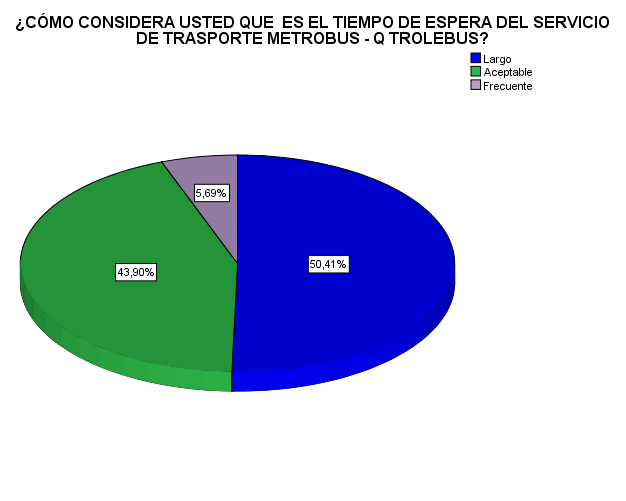 ¿CÓMO CONSIDERA USTED QUE  ES EL TIEMPO DE ESPERA DEL SERVICIO
DE TRASPORTE METROBUS - Q TROLEBUS?
Largo
Aceptable
Frecuente
5,69%
50,41%
43,90%